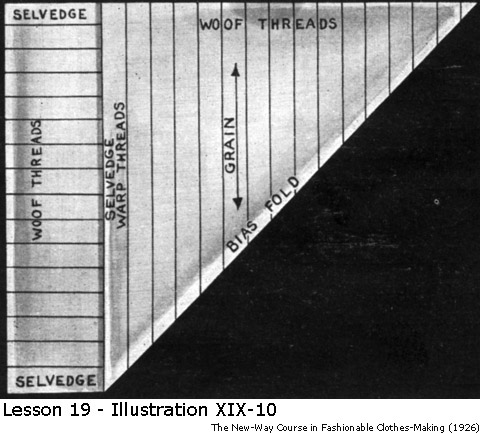 SELVEDGE
WOOF THREADS
WOOF THREADS
SELVEDGE
WARP THREADS
GRAIN
BIAS FOLD
SELVEDGE
Lesson 19 - Illustration XIX-10
The New-Way Course in Fashionable Clothes-Making (1926)